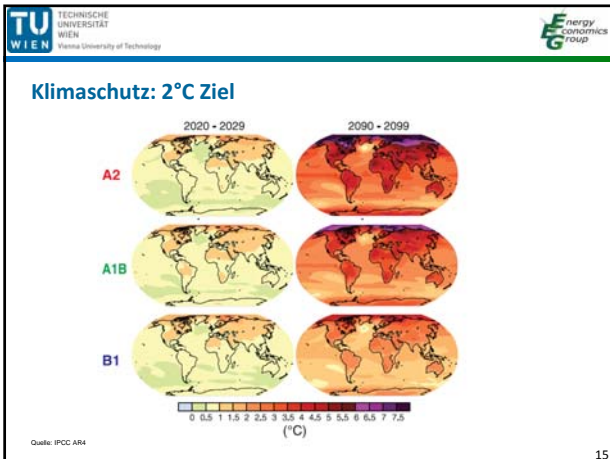 TU
WIEN
TECHNISCHE
UNIVERSITÄT
WIEN
Vienna University of Technology
Energy
Economics
Group
Klimaschutz: 2°C Ziel
2020 - 2029
2090 - 2099
A2
A1B
B1
0 0,5 1 1,5 2 2,5 3 3,5 4 4,5 5 5,5 6 6,5 7 7,5
(°C)
Quelle: IPCC AR4
15